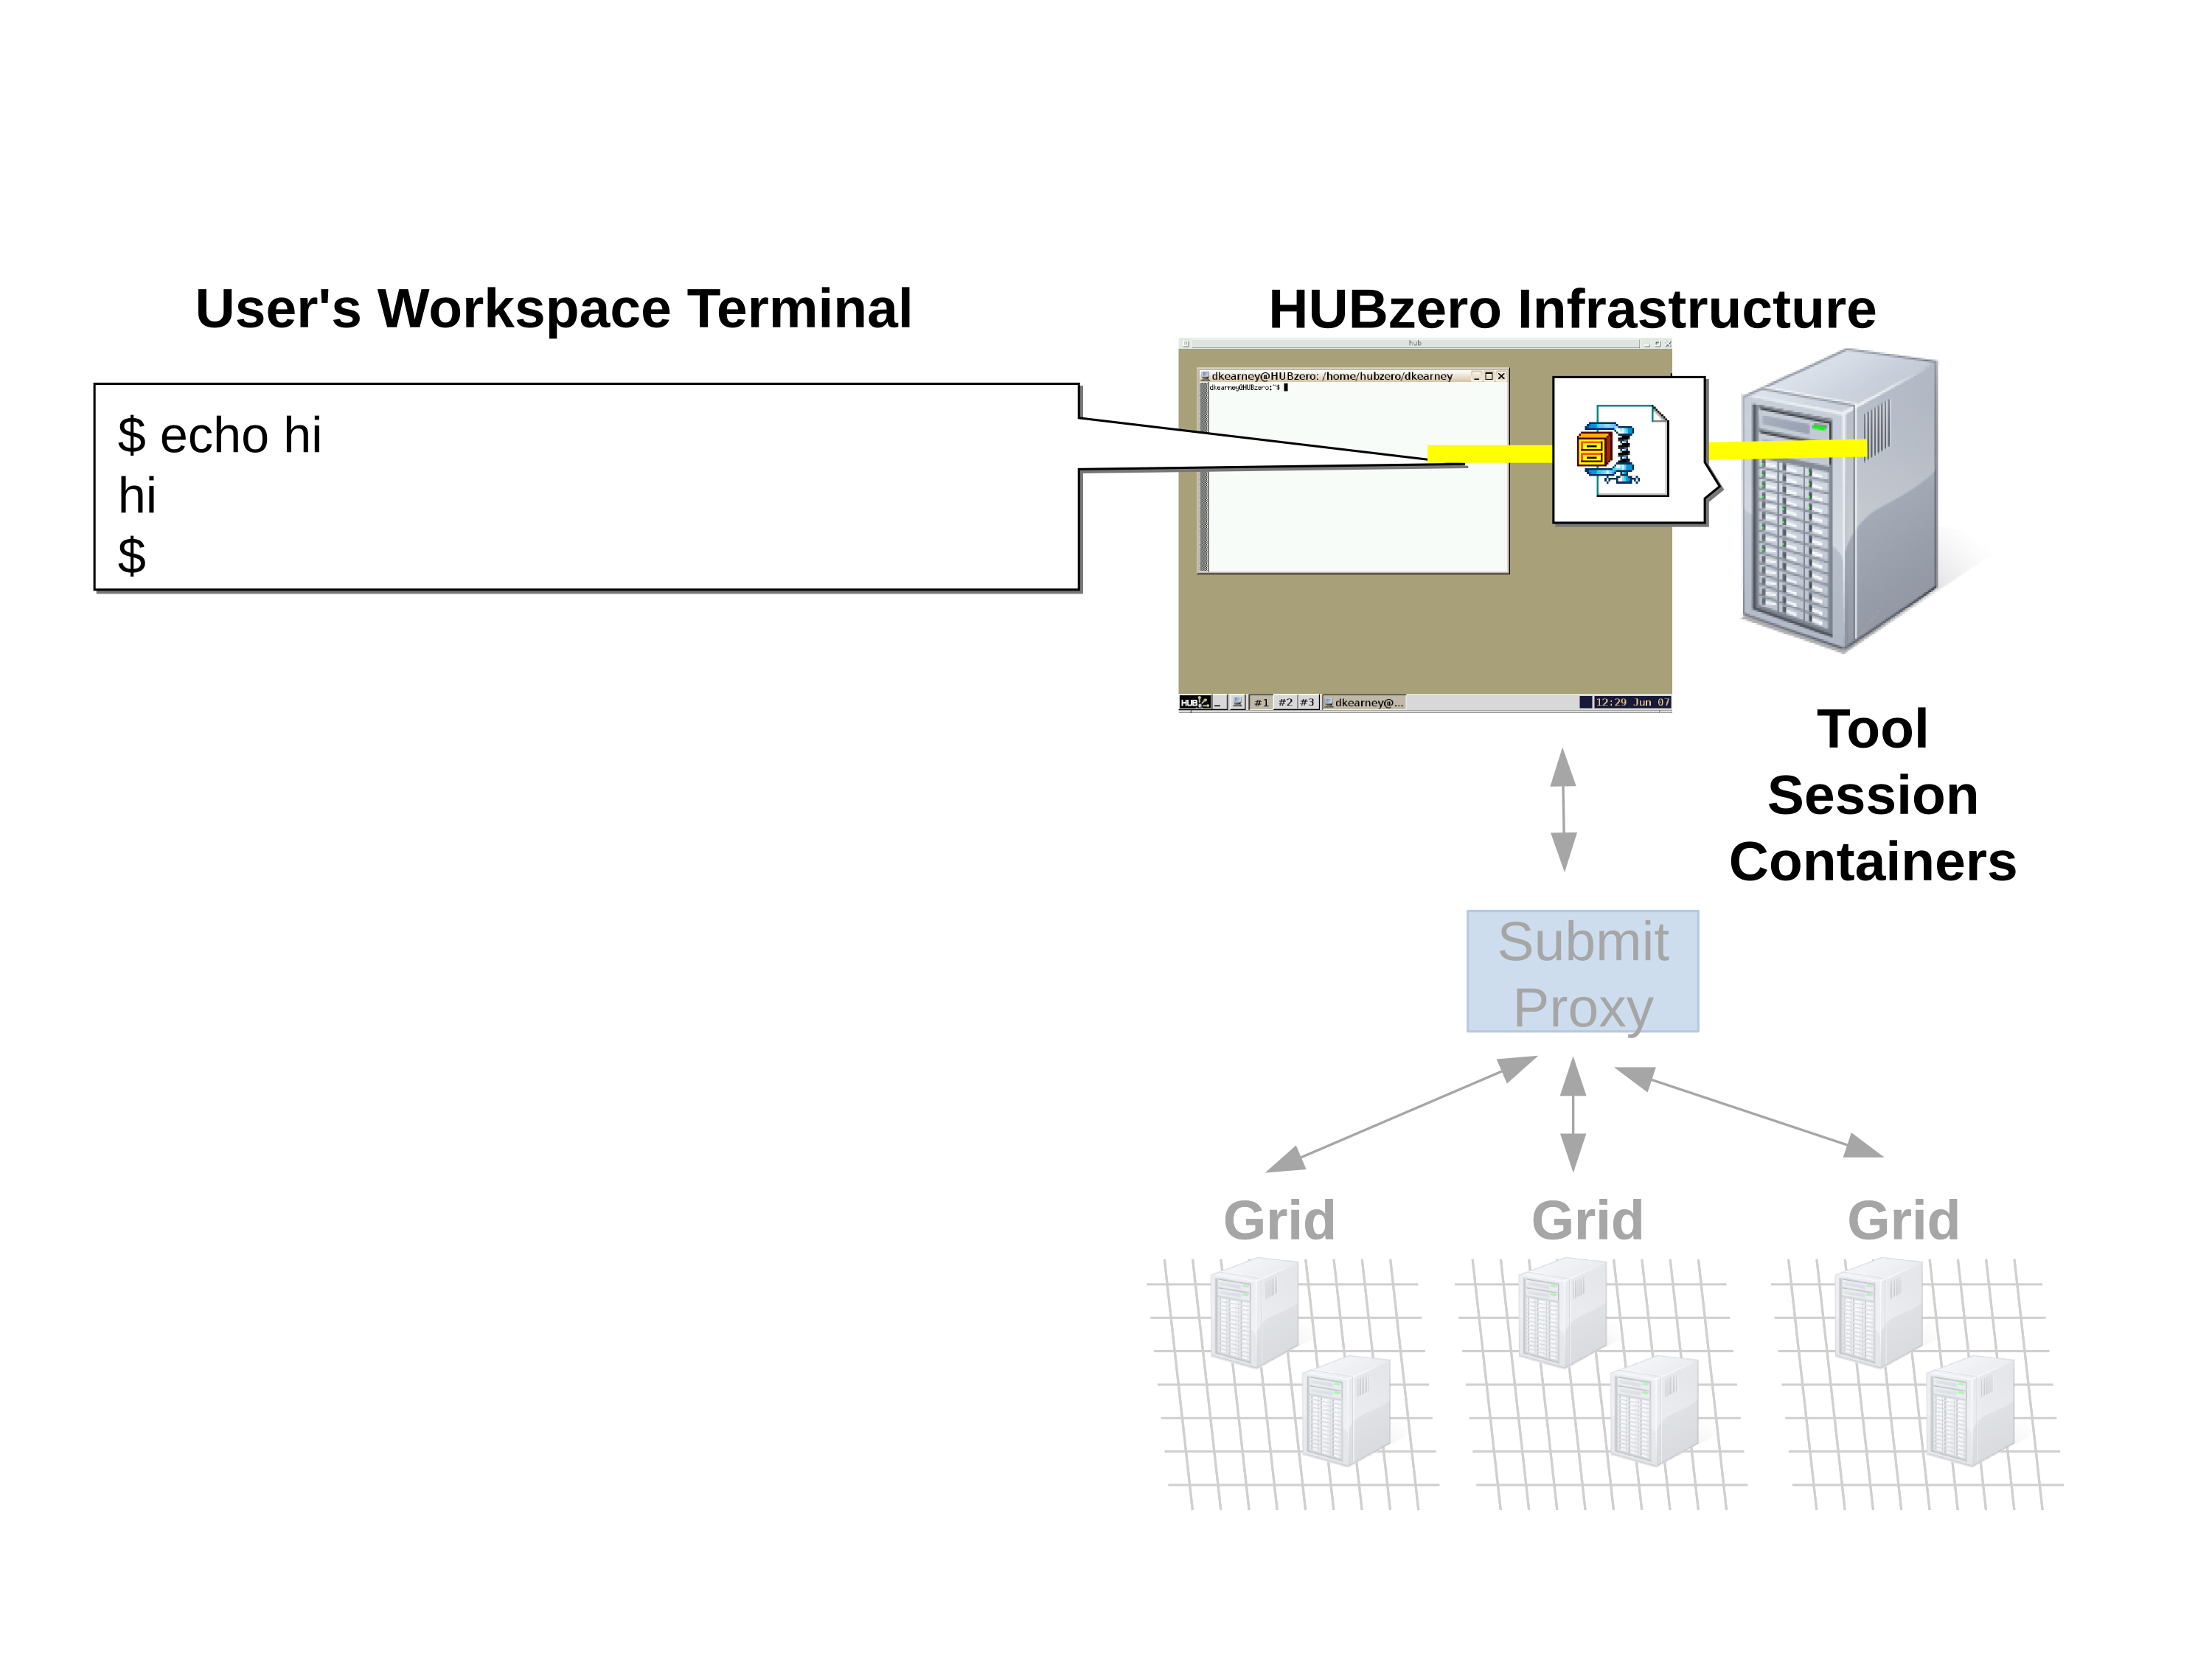 User's Workspace Terminal
HUBzero Infrastructure
$ echo hi
hi
$
hub
dkearney@HUBzero: /home/hubzero/dkearney
dkearney@HUBzero:~$
HUB
#1 #2 #3 dkearney@... 12:29 Jun 07
Tool
Session
Containers
Submit
Proxy
Grid Grid Grid